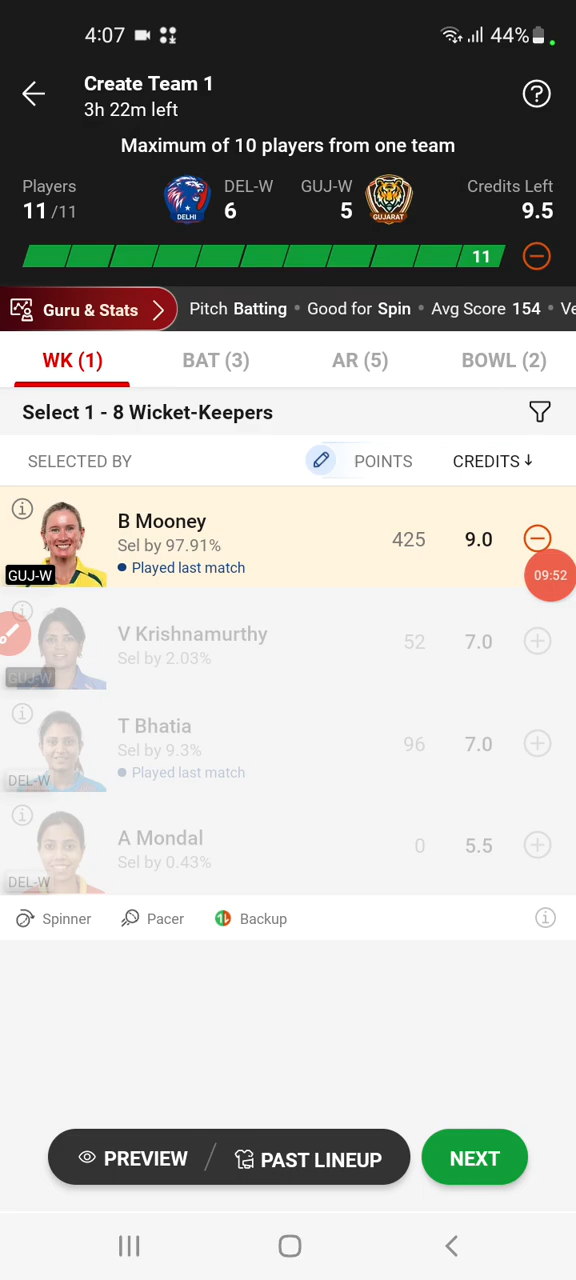 4:07
44%
Create Team 1
3h 22m left
Maximum of 10 players from one team
Players
11/11
DELHI
DEL-W
6
GUJ-W
5
GUJARAT
Credits Left
9.5
11
Guru & Stats
Pitch Batting • Good for Spin • Avg Score 154 • Ve
WK (1) BAT (3) AR (5) BOWL (2)
Select 1 - 8 Wicket-Keepers
SELECTED BY POINTS CREDITS↓
B Mooney
Sel by 97.91%
Played last match
GUJ-W
425 9.0
09:52
V Krishnamurthy
Sel by 2.03%
GUJ-W
52 7.0
T Bhatia
Sel by 9.3%
Played last match
DEL-W
96 7.0
A Mondal
Sel by 0.43%
DEL-W
0 5.5
Spinner Pacer Backup
PREVIEW / PAST LINEUP
NEXT